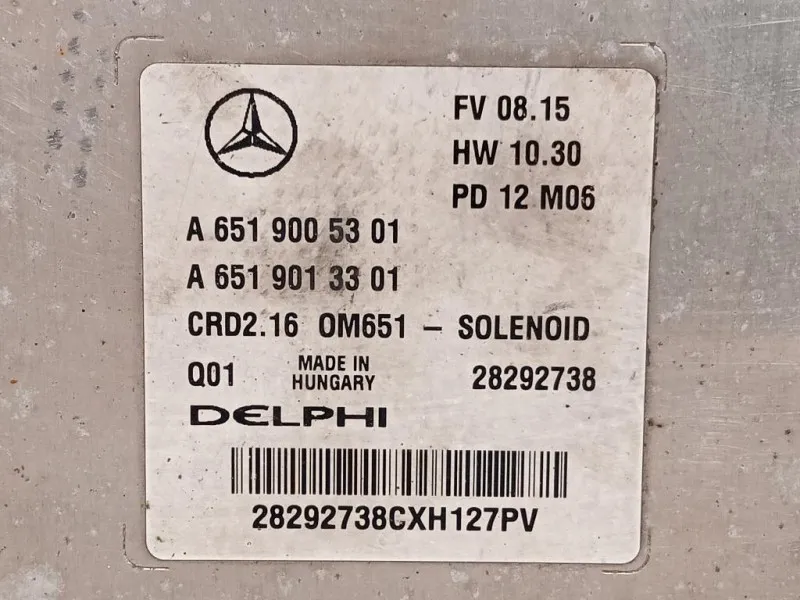 FV 08.15
HW 10.30
PD 12 M06
A 651 900 53 01
A 651 901 33 01
CRD2.16 OM651 - SOLENOID
Q01 MADE IN HUNGARY 28292738
DELPHI
28292738CXH127PV